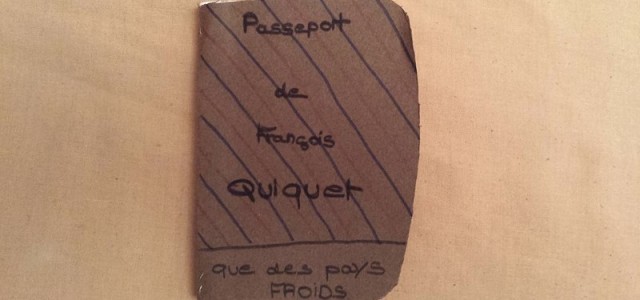 Passeport
de
François
Quiquet
que des pays
FROIDS